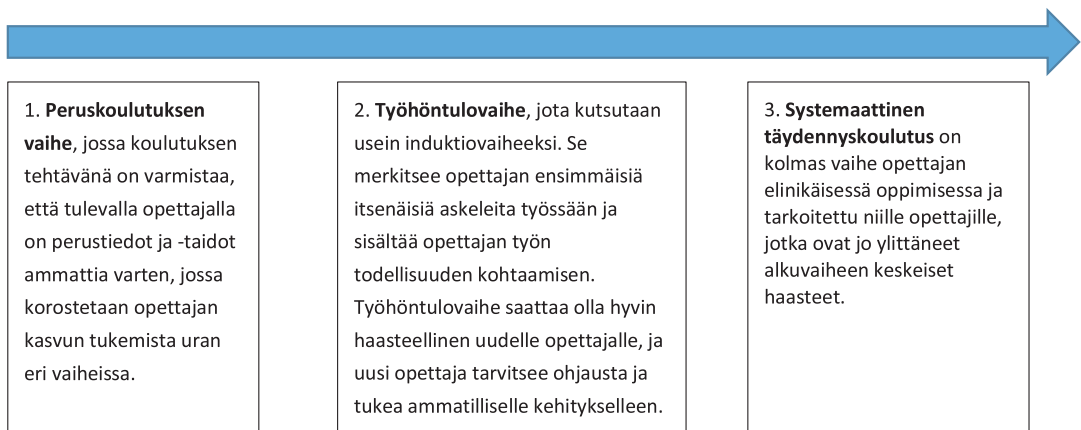 1. Peruskoulutuksen
vaihe, jossa koulutuksen
tehtävänä on varmistaa,
että tulevalla opettajalla
on perustiedot ja -taidot
ammattia varten, jossa
korostetaan opettajan
kasvun tukemista uran
eri vaiheissa.
2. Työhöntulovaihe, jota kutsutaan
usein induktiovaiheeksi. Se
merkitsee opettajan ensimmäisiä
itsenäisiä askeleita työssään ja
sisältää opettajan työn
todellisuuden kohtaamisen.
Työhöntulovaihe saattaa olla hyvin
haasteellinen uudelle opettajalle, ja
uusi opettaja tarvitsee ohjausta ja
tukea ammatilliselle kehitykselleen.
3. Systemaattinen
täydennyskoulutus on
kolmas vaihe opettajan
elinikäisessä oppimisessa ja
tarkoitettu niille opettajille,
jotka ovat jo ylittäneet
alkuvaiheen keskeiset
haasteet.